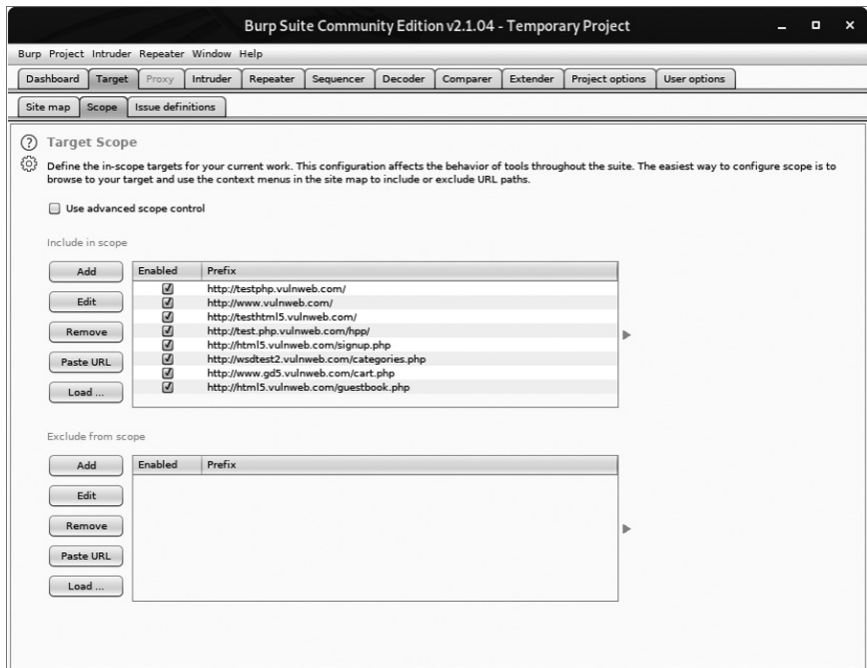 Burp Suite Community Edition v2.1.04 - Temporary Project
Burp Project Intruder Repeater Window Help
Dashboard Target Proxy Intruder Repeater Sequencer Decoder Comparer Extender Project options User options
Site map Scope Issue definitions
Target Scope
Define the in-scope targets for your current work. This configuration affects the behavior of tools throughout the suite. The easiest way to configure scope is to
browse to your target and use the context menus in the site map to include or exclude URL paths.
Use advanced scope control
Include in scope
Add
Edit
Remove
Paste URL
Load ...
Enabled Prefix
http://testphp.vulnweb.com/
http://www.vulnweb.com/
http://testhtml5.vulnweb.com/
http://test.php.vulnweb.com/hpp/
http://html5.vulnweb.com/signup.php
http://wsdtest2.vulnweb.com/categories.php
http://www.gd5.vulnweb.com/cart.php
http://html5.vulnweb.com/guestbook.php
Exclude from scope
Add
Edit
Remove
Paste URL
Load ...
Enabled Prefix